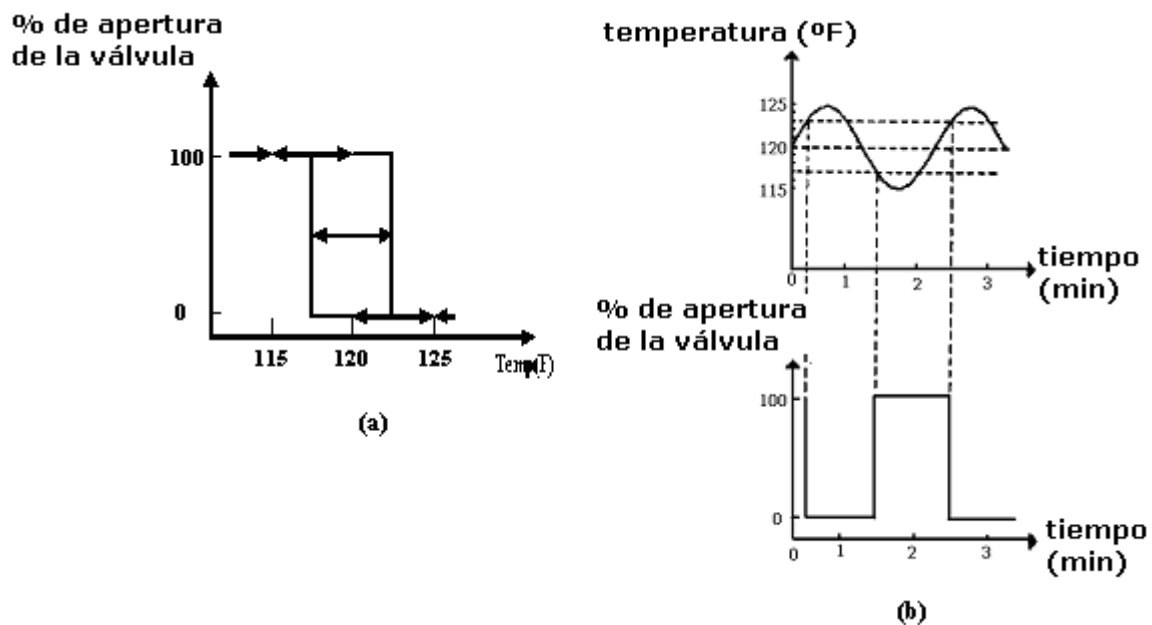 % de apertura
de la válvula
100
0
115
120
125
Temp(F)
(a)
temperatura (ºF)
125
120
115
0
1
2
3
tiempo
(min)
% de apertura
de la válvula
100
0
0
1
2
3
tiempo
(min)
(b)